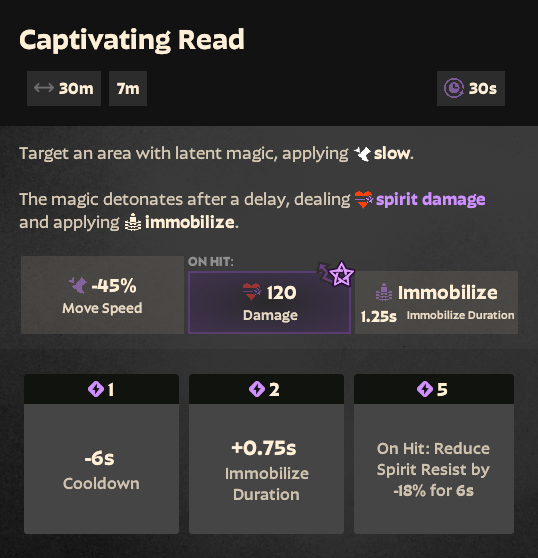 Captivating Read
30m 7m 30s
Target an area with latent magic, applying slow.
The magic detonates after a delay, dealing spirit damage
and applying immobilize.
ON HIT:
-45%
Move Speed
120
Damage
Immobilize
1.25s Immobilize Duration
1
-6s
Cooldown
2
+0.75s
Immobilize
Duration
5
On Hit: Reduce
Spirit Resist by
-18% for 6s